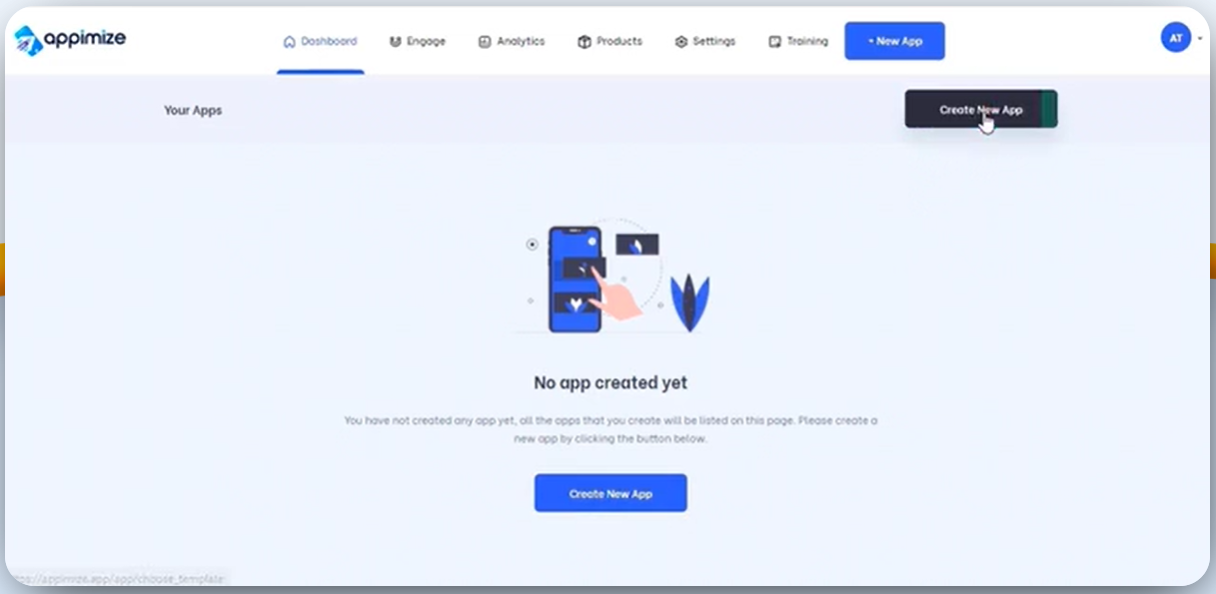 appimize
Dashboard
Engage
Analytics
Products
Settings
Training
+ New App
AT
Your Apps
Create New App
No app created yet
You have not created any app yet, all the apps that you create will be listed on this page. Please create a
new app by clicking the button below.
Create New App
://appimize.app/app/choose_template